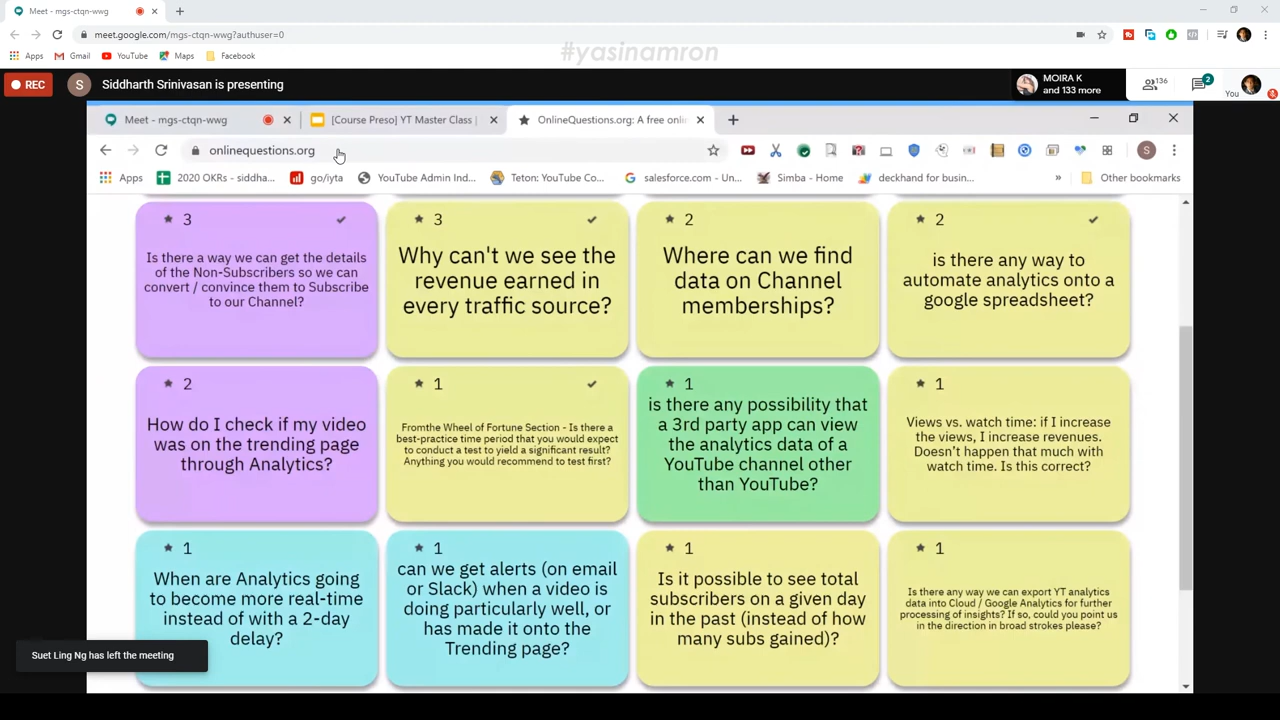 Meet - mgs-ctqn-wwg
meet.google.com/mgs-ctqn-wwg?authuser=0
Apps
Gmail
YouTube
Maps
Facebook
#yasinamron
REC
S
Siddharth Srinivasan is presenting
MOIRA K
and 133 more
136
2
You
Meet - mgs-ctqn-wwg
[Course Preso] YT Master Class |
OnlineQuestions.org: A free onli
onlinequestions.org
S
Apps
2020 OKRs - siddha...
go/iyta
YouTube Admin Ind...
Teton: YouTube Co...
salesforce.com - Un...
Simba - Home
deckhand for busin...
»
Other bookmarks
3
Is there a way we can get the details
of the Non-Subscribers so we can
convert / convince them to Subscribe
to our Channel?
3
Why can't we see the
revenue earned in
every traffic source?
2
Where can we find
data on Channel
memberships?
2
is there any way to
automate analytics onto a
google spreadsheet?
2
How do I check if my video
was on the trending page
through Analytics?
1
Fromthe Wheel of Fortune Section - Is there a
best-practice time period that you would expect
to conduct a test to yield a significant result?
Anything you would recommend to test first?
1
is there any possibility that
a 3rd party app can view
the analytics data of a
YouTube channel other
than YouTube?
1
Views vs. watch time: if I increase
the views, I increase revenues.
Doesn't happen that much with
watch time. Is this correct?
1
When are Analytics going
to become more real-time
instead of with a 2-day
delay?
1
can we get alerts (on email
or Slack) when a video is
doing particularly well, or
has made it onto the
Trending page?
1
Is it possible to see total
subscribers on a given day
in the past (instead of how
many subs gained)?
1
Is there any way we can export YT analytics
data into Cloud / Google Analytics for further
processing of insights? If so, could you point us
in the direction in broad strokes please?
Suet Ling Ng has left the meeting